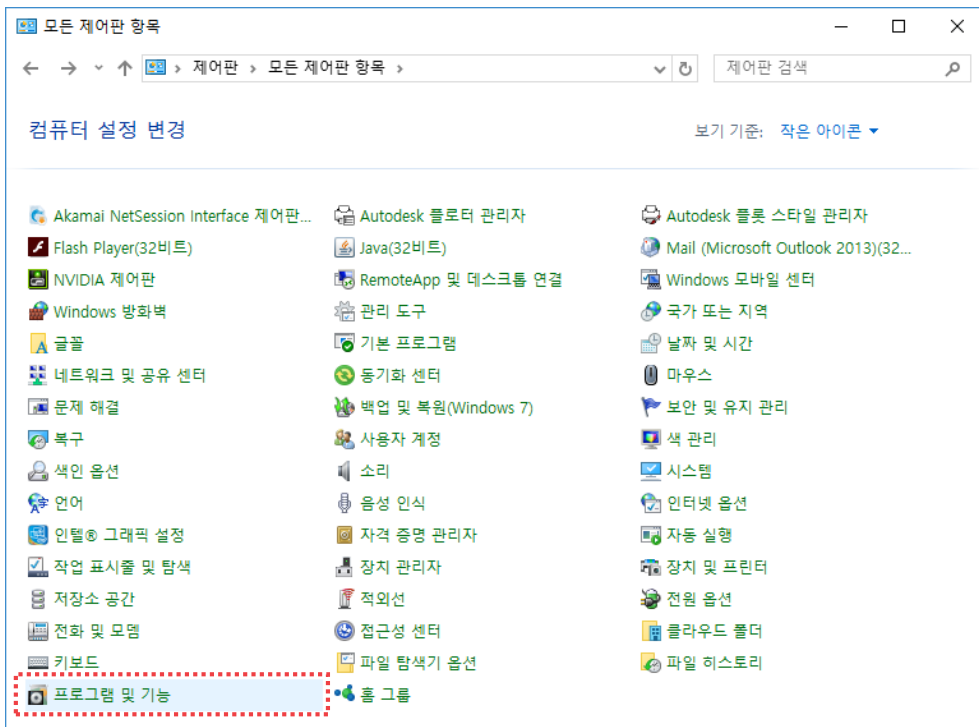 모든 제어판 항목
제어판 > 모든 제어판 항목 >
제어판 검색
컴퓨터 설정 변경
보기 기준: 작은 아이콘
Akamai NetSession Interface 제어판... Autodesk 플로터 관리자 Autodesk 플롯 스타일 관리자
Flash Player(32비트) Java(32비트) Mail (Microsoft Outlook 2013)(32...
NVIDIA 제어판 RemoteApp 및 데스크톱 연결 Windows 모바일 센터
Windows 방화벽 관리 도구 국가 또는 지역
글꼴 기본 프로그램 날짜 및 시간
네트워크 및 공유 센터 동기화 센터 마우스
문제 해결 백업 및 복원(Windows 7) 보안 및 유지 관리
복구 사용자 계정 색 관리
색인 옵션 소리 시스템
언어 음성 인식 인터넷 옵션
인텔® 그래픽 설정 자격 증명 관리자 자동 실행
작업 표시줄 및 탐색 장치 관리자 장치 및 프린터
저장소 공간 적외선 전원 옵션
전화 및 모뎀 접근성 센터 클라우드 폴더
키보드 파일 탐색기 옵션 파일 히스토리
프로그램 및 기능 홈 그룹